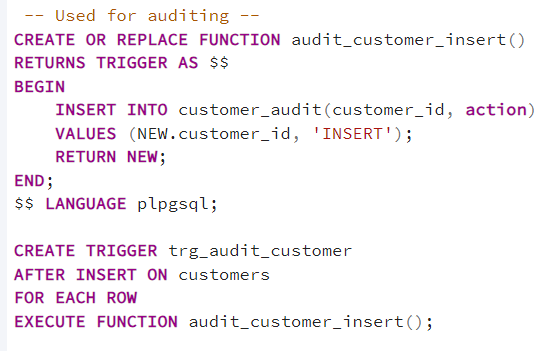 -- Used for auditing --
CREATE OR REPLACE FUNCTION audit_customer_insert()
RETURNS TRIGGER AS $$
BEGIN
    INSERT INTO customer_audit(customer_id, action)
    VALUES (NEW.customer_id, 'INSERT');
    RETURN NEW;
END;
$$ LANGUAGE plpgsql;

CREATE TRIGGER trg_audit_customer
AFTER INSERT ON customers
FOR EACH ROW
EXECUTE FUNCTION audit_customer_insert();